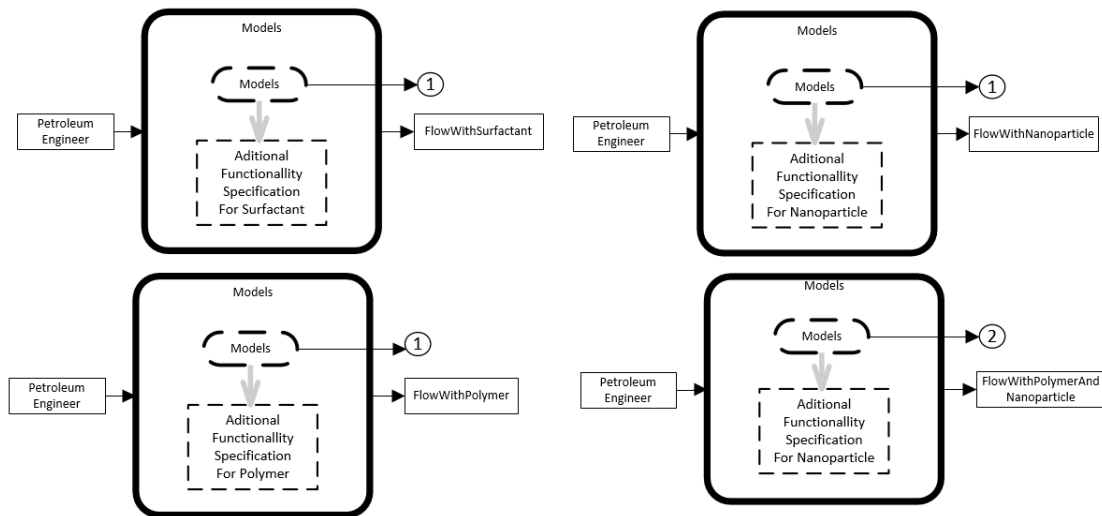 Models
Models
1
Petroleum
Engineer
FlowWithSurfactant
Aditional
Functionallity
Specification
For Surfactant
Models
Models
1
Petroleum
Engineer
FlowWithNanoparticle
Aditional
Functionallity
Specification
For Nanoparticle
Models
Models
1
Petroleum
Engineer
FlowWithPolymer
Aditional
Functionallity
Specification
For Polymer
Models
Models
2
Petroleum
Engineer
FlowWithPolymerAnd
Nanoparticle
Aditional
Functionallity
Specification
For Nanoparticle